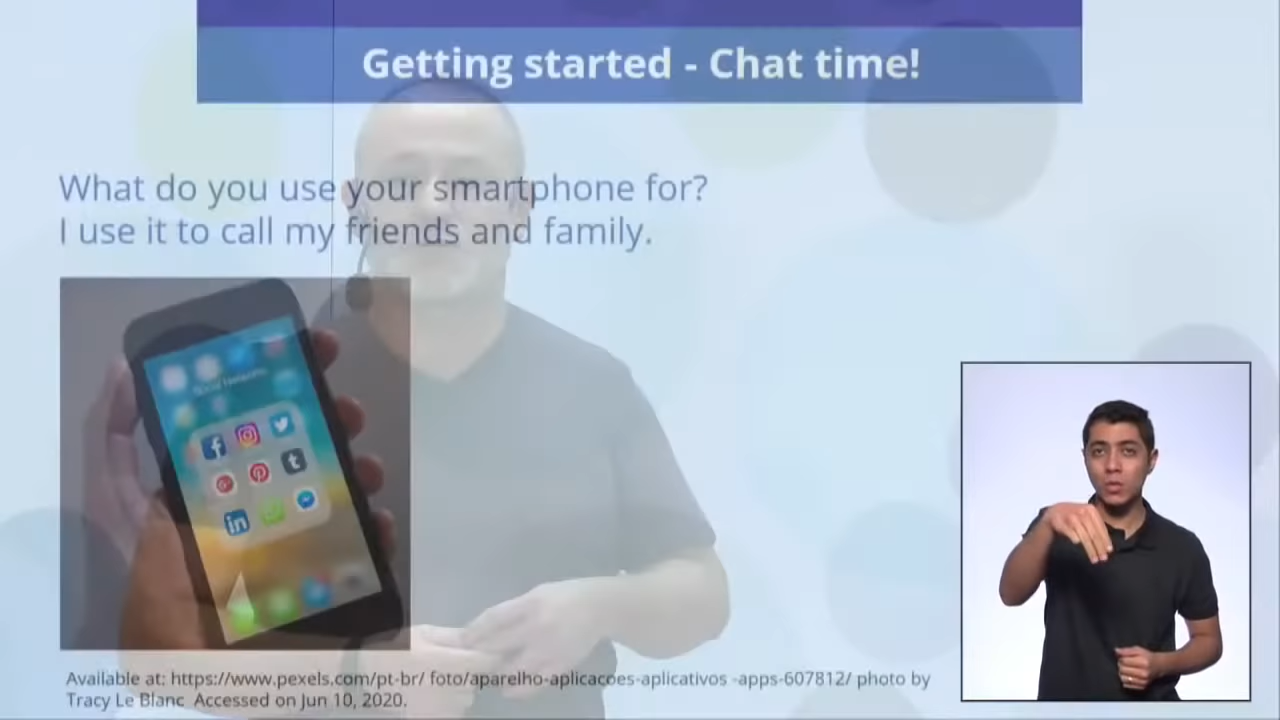 Getting started - Chat time!
What do you use your smartphone for?
I use it to call my friends and family.
Available at: https://www.pexels.com/pt-br/ foto/aparelho-aplicacoes-aplicativos -apps-607812/ photo by
Tracy Le Blanc  Accessed on Jun 10, 2020.